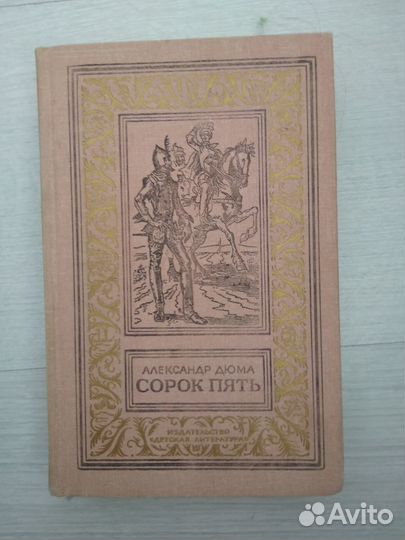 АЛЕКСАНДР ДЮМА
СОРОК ПЯТЬ
ИЗДАТЕЛЬСТВО
«ДЕТСКАЯ ЛИТЕРАТУРА»
Avito